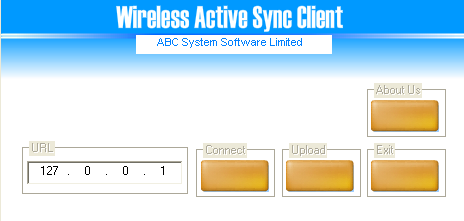 Wireless Active Sync Client
ABC System Software Limited
About Us
URL
127 . 0 . 0 . 1
Connect
Upload
Exit